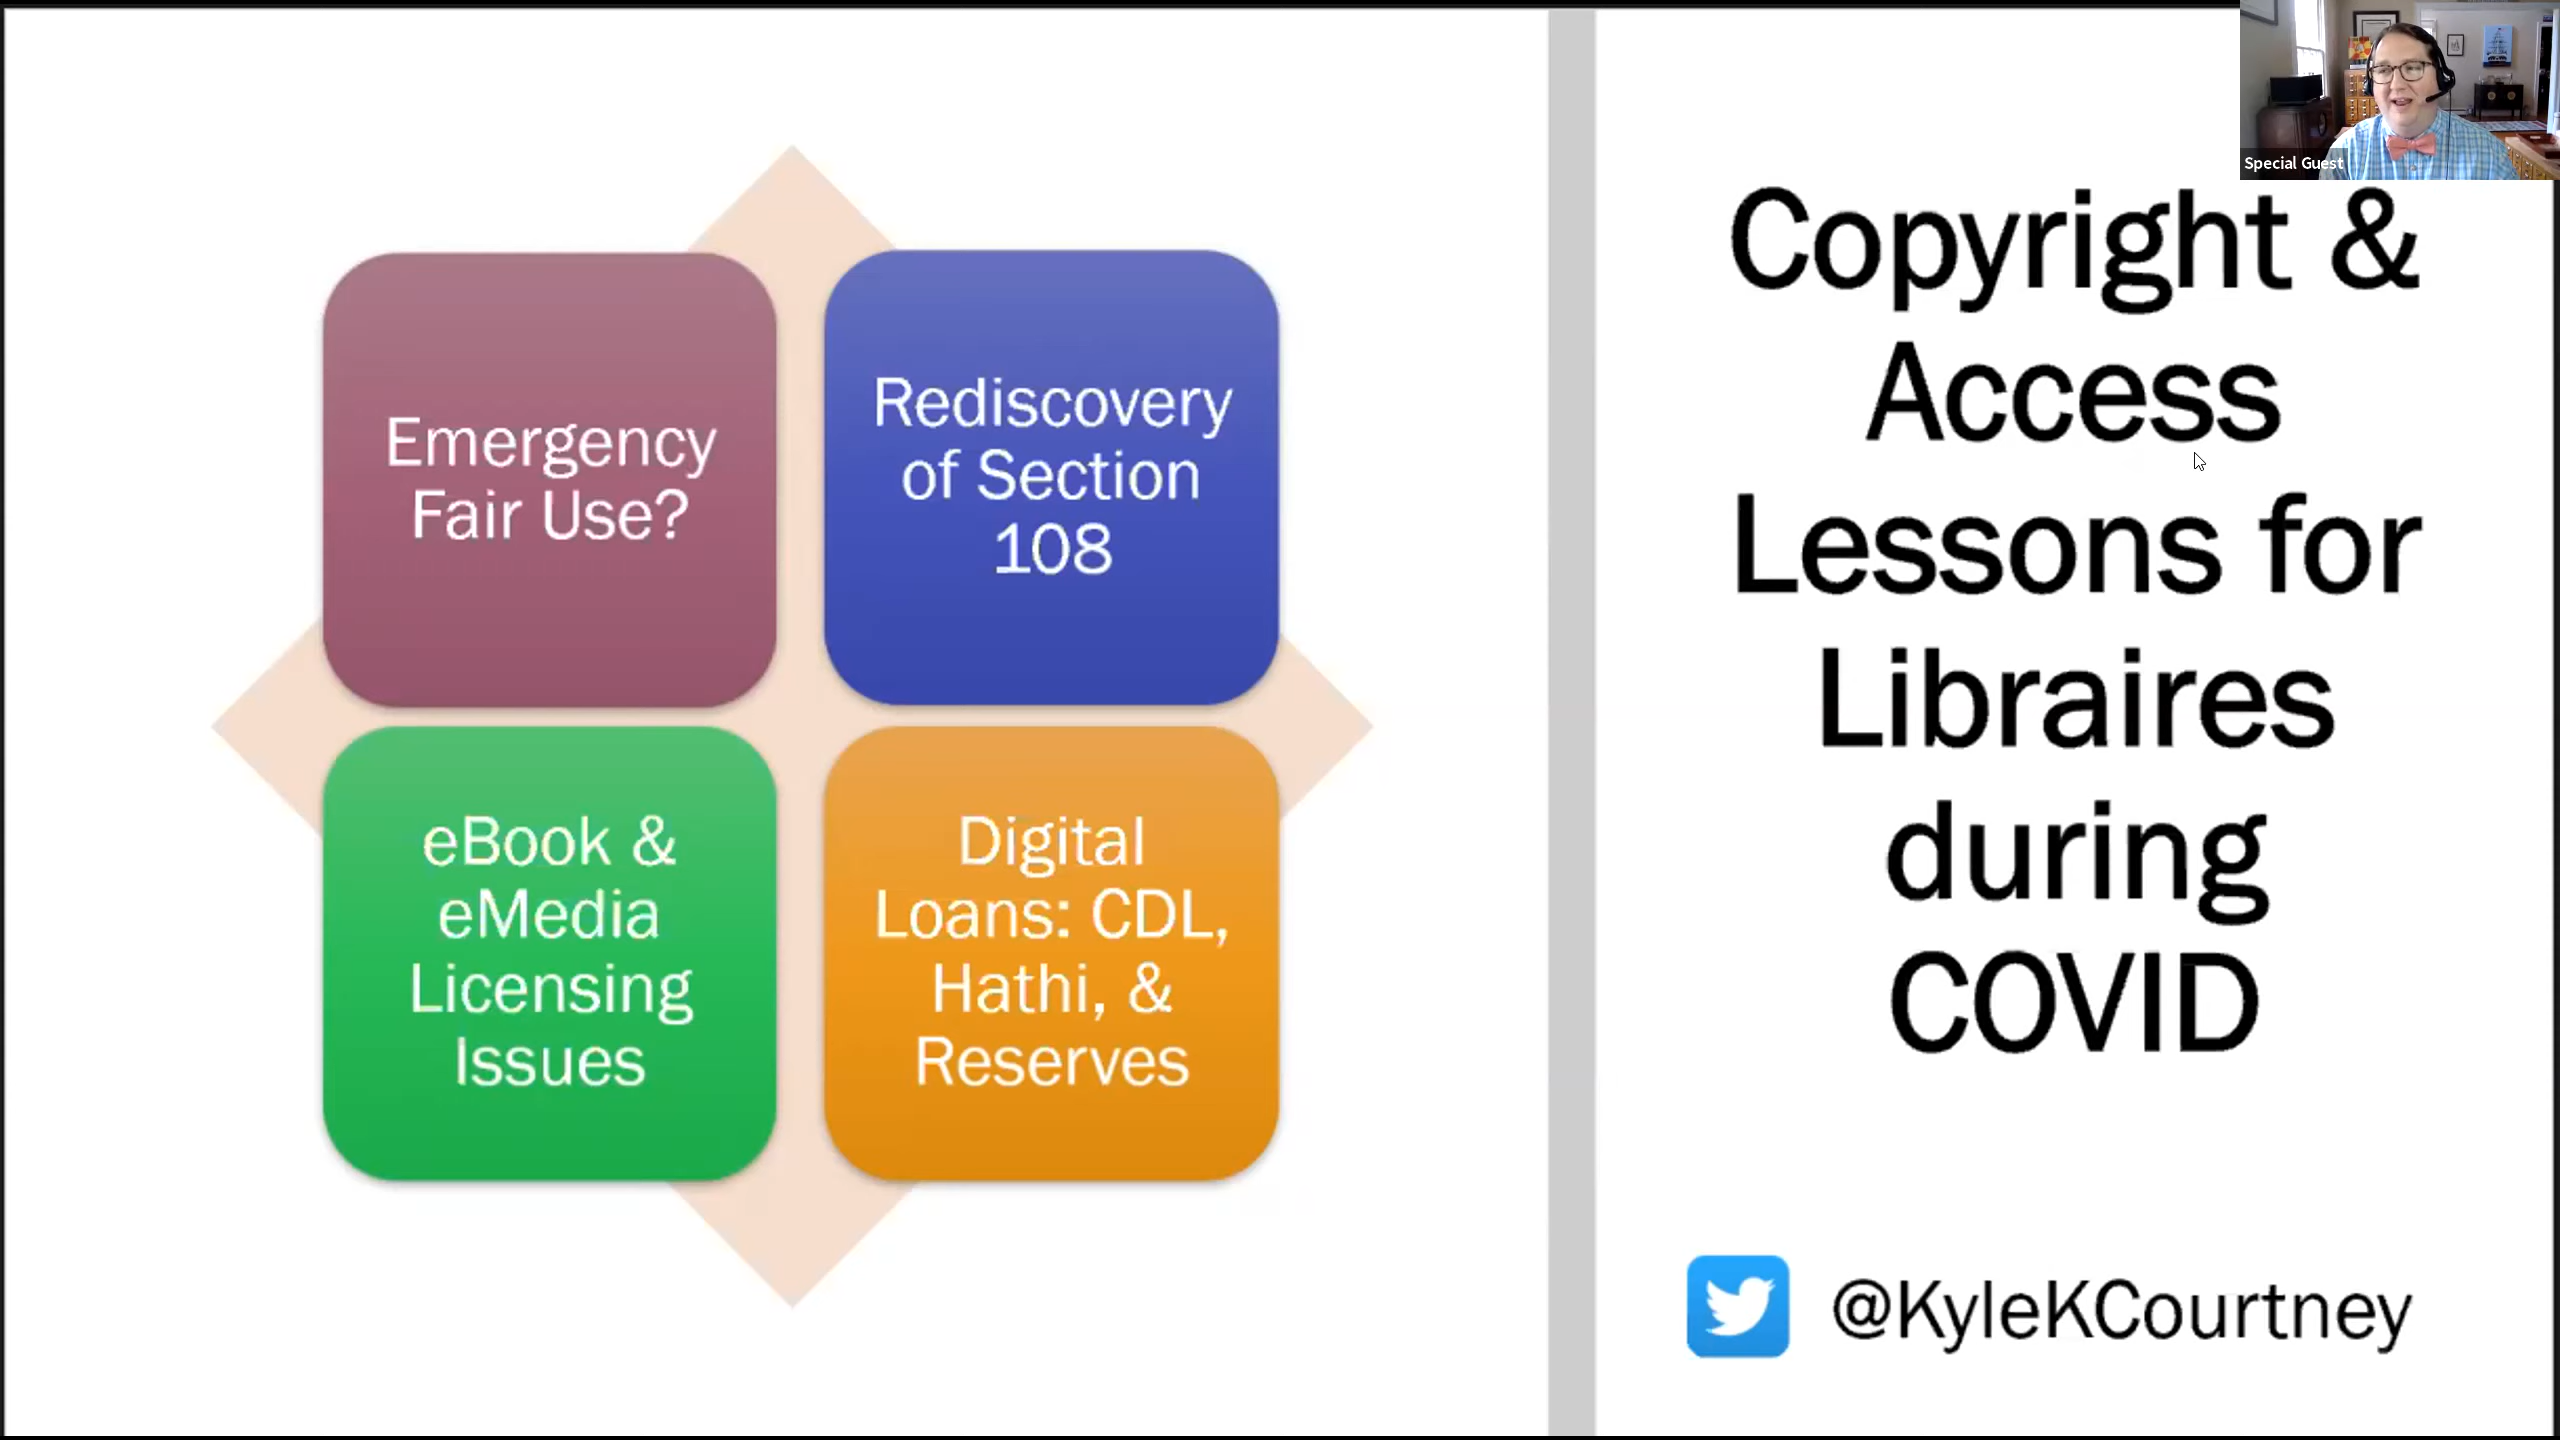 Special Guest
Copyright &
Access
Lessons for
Libraires
during
COVID
Emergency
Fair Use?
Rediscovery
of Section
108
eBook &
eMedia
Licensing
Issues
Digital
Loans: CDL,
Hathi, &
Reserves
@KyleKCourtney